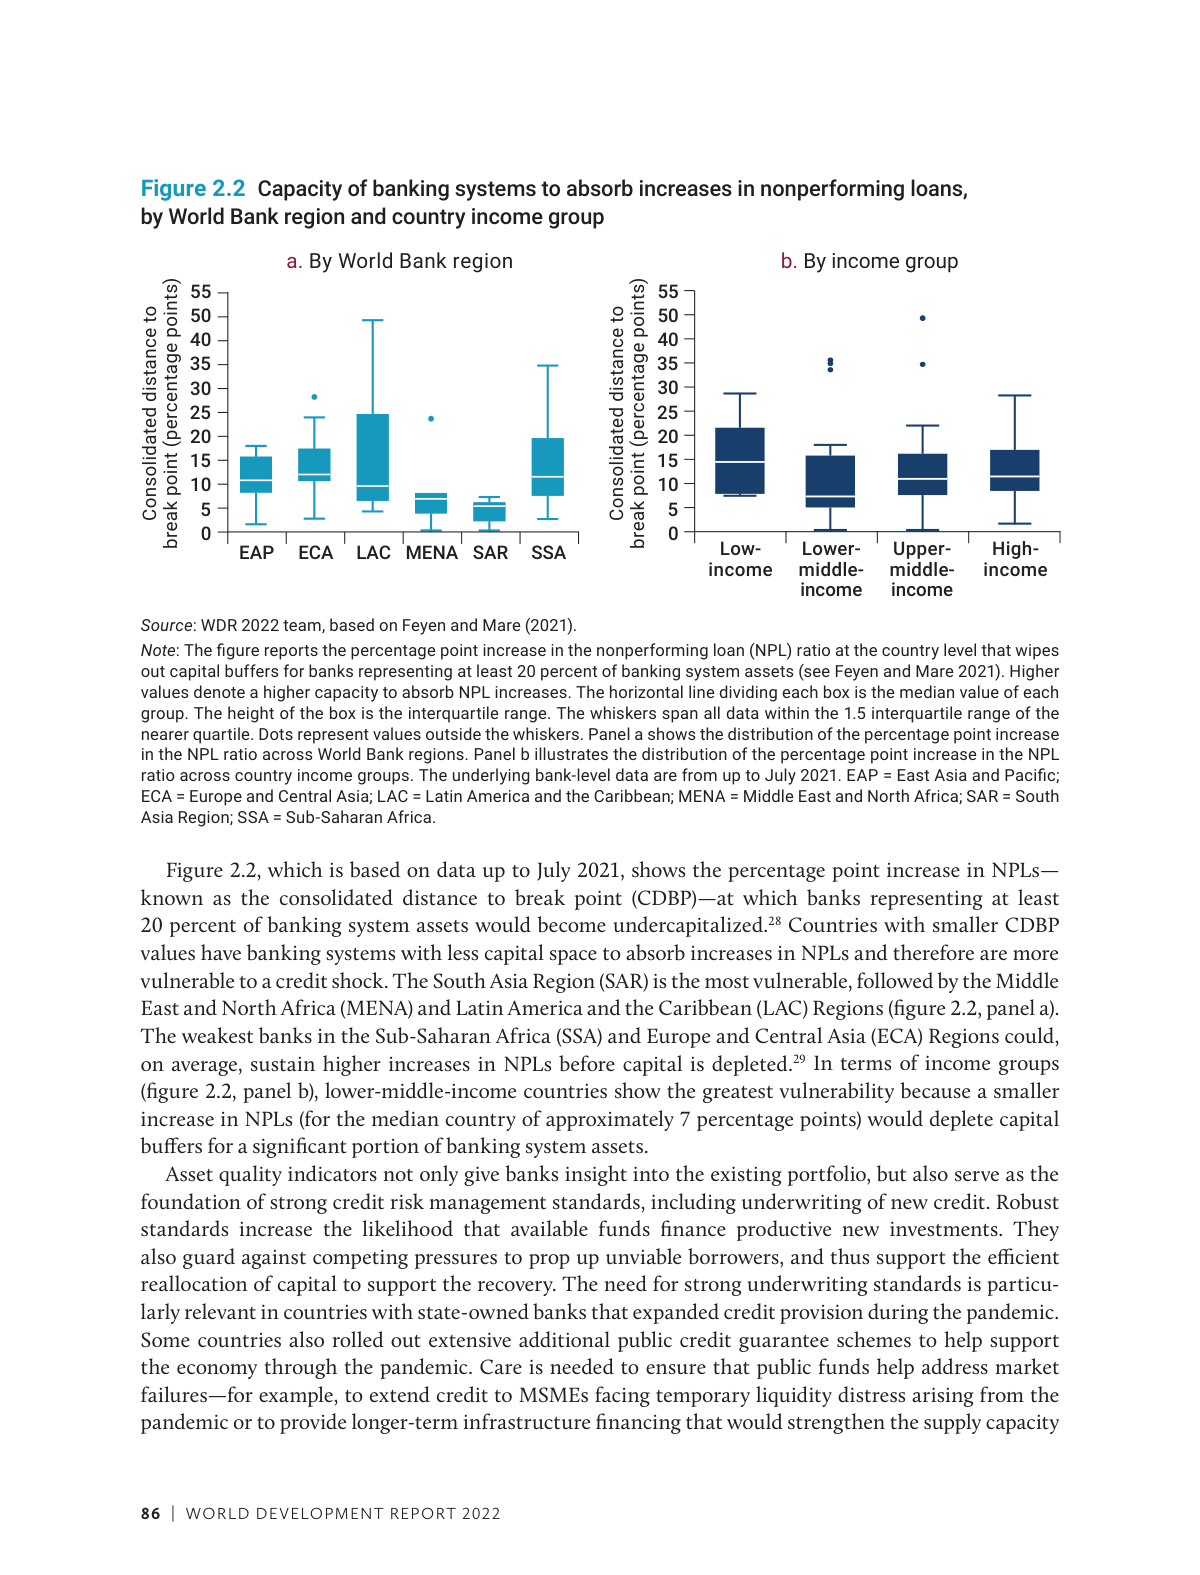 Figure 2.2 Capacity of banking systems to absorb increases in nonperforming loans,
by World Bank region and country income group
a. By World Bank region
Consolidated distance to
break point (percentage points)
55
50
40
35
30
25
20
15
10
5
0
EAP ECA LAC MENA SAR SSA
b. By income group
Consolidated distance to
break point (percentage points)
55
50
40
35
30
25
20
15
10
5
0
Low-
income
Lower-
middle-
income
Upper-
middle-
income
High-
income
Source: WDR 2022 team, based on Feyen and Mare (2021).
Note: The figure reports the percentage point increase in the nonperforming loan (NPL) ratio at the country level that wipes
out capital buffers for banks representing at least 20 percent of banking system assets (see Feyen and Mare 2021). Higher
values denote a higher capacity to absorb NPL increases. The horizontal line dividing each box is the median value of each
group. The height of the box is the interquartile range. The whiskers span all data within the 1.5 interquartile range of the
nearer quartile. Dots represent values outside the whiskers. Panel a shows the distribution of the percentage point increase
in the NPL ratio across World Bank regions. Panel b illustrates the distribution of the percentage point increase in the NPL
ratio across country income groups. The underlying bank-level data are from up to July 2021. EAP = East Asia and Pacific;
ECA = Europe and Central Asia; LAC = Latin America and the Caribbean; MENA = Middle East and North Africa; SAR = South
Asia Region; SSA = Sub-Saharan Africa.
Figure 2.2, which is based on data up to July 2021, shows the percentage point increase in NPLs—
known as the consolidated distance to break point (CDBP)—at which banks representing at least
20 percent of banking system assets would become undercapitalized.28 Countries with smaller CDBP
values have banking systems with less capital space to absorb increases in NPLs and therefore are more
vulnerable to a credit shock. The South Asia Region (SAR) is the most vulnerable, followed by the Middle
East and North Africa (MENA) and Latin America and the Caribbean (LAC) Regions (figure 2.2, panel a).
The weakest banks in the Sub-Saharan Africa (SSA) and Europe and Central Asia (ECA) Regions could,
on average, sustain higher increases in NPLs before capital is depleted.29 In terms of income groups
(figure 2.2, panel b), lower-middle-income countries show the greatest vulnerability because a smaller
increase in NPLs (for the median country of approximately 7 percentage points) would deplete capital
buffers for a significant portion of banking system assets.
Asset quality indicators not only give banks insight into the existing portfolio, but also serve as the
foundation of strong credit risk management standards, including underwriting of new credit. Robust
standards increase the likelihood that available funds finance productive new investments. They
also guard against competing pressures to prop up unviable borrowers, and thus support the efficient
reallocation of capital to support the recovery. The need for strong underwriting standards is particu-
larly relevant in countries with state-owned banks that expanded credit provision during the pandemic.
Some countries also rolled out extensive additional public credit guarantee schemes to help support
the economy through the pandemic. Care is needed to ensure that public funds help address market
failures—for example, to extend credit to MSMEs facing temporary liquidity distress arising from the
pandemic or to provide longer-term infrastructure financing that would strengthen the supply capacity
86 | WORLD DEVELOPMENT REPORT 2022